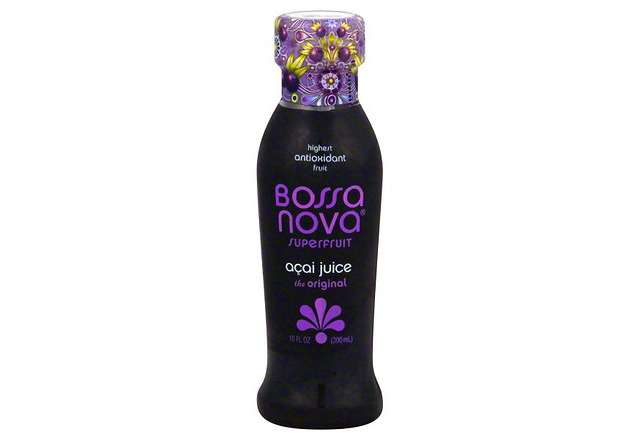 highest
antioxidant
fruit
Bossa
nova®
superfruit
açai juice
the original
10 FL OZ (300 mL)